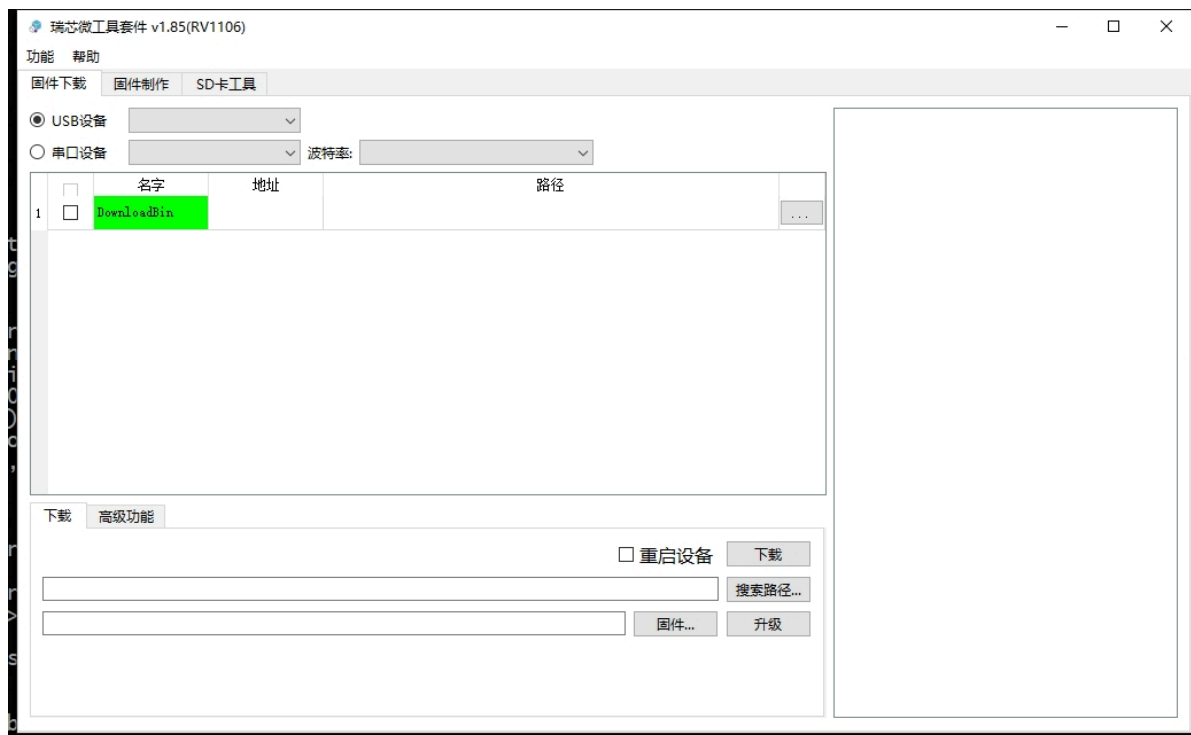 瑞芯微工具套件 v1.85(RV1106)
功能 帮助
固件下载 固件制作 SD卡工具
USB设备
串口设备 波特率:
名字 地址 路径
1 DownloadBin ...
下载 高级功能
重启设备 下载
搜索路径...
固件... 升级